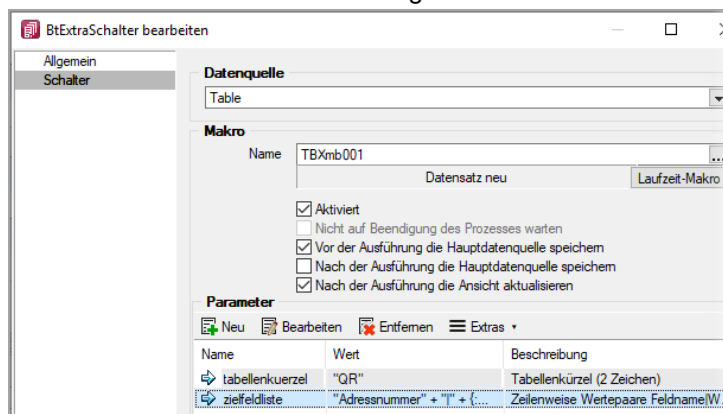 BtExtraSchalter bearbeiten
Allgemein
Schalter
Datenquelle
Table
Makro
Name TBXmb001 ...
Datensatz neu Laufzeit-Makro
Aktiviert
Nicht auf Beendigung des Prozesses warten
Vor der Ausführung die Hauptdatenquelle speichern
Nach der Ausführung die Hauptdatenquelle speichern
Nach der Ausführung die Ansicht aktualisieren
Parameter
Neu Bearbeiten Entfernen Extras
Name Wert Beschreibung
tabellenkuerzel "QR" Tabellenkürzel (2 Zeichen)
zielfeldliste "Adressnummer" + "|" + {:... Zeilenweise Wertepaare Feldname|W